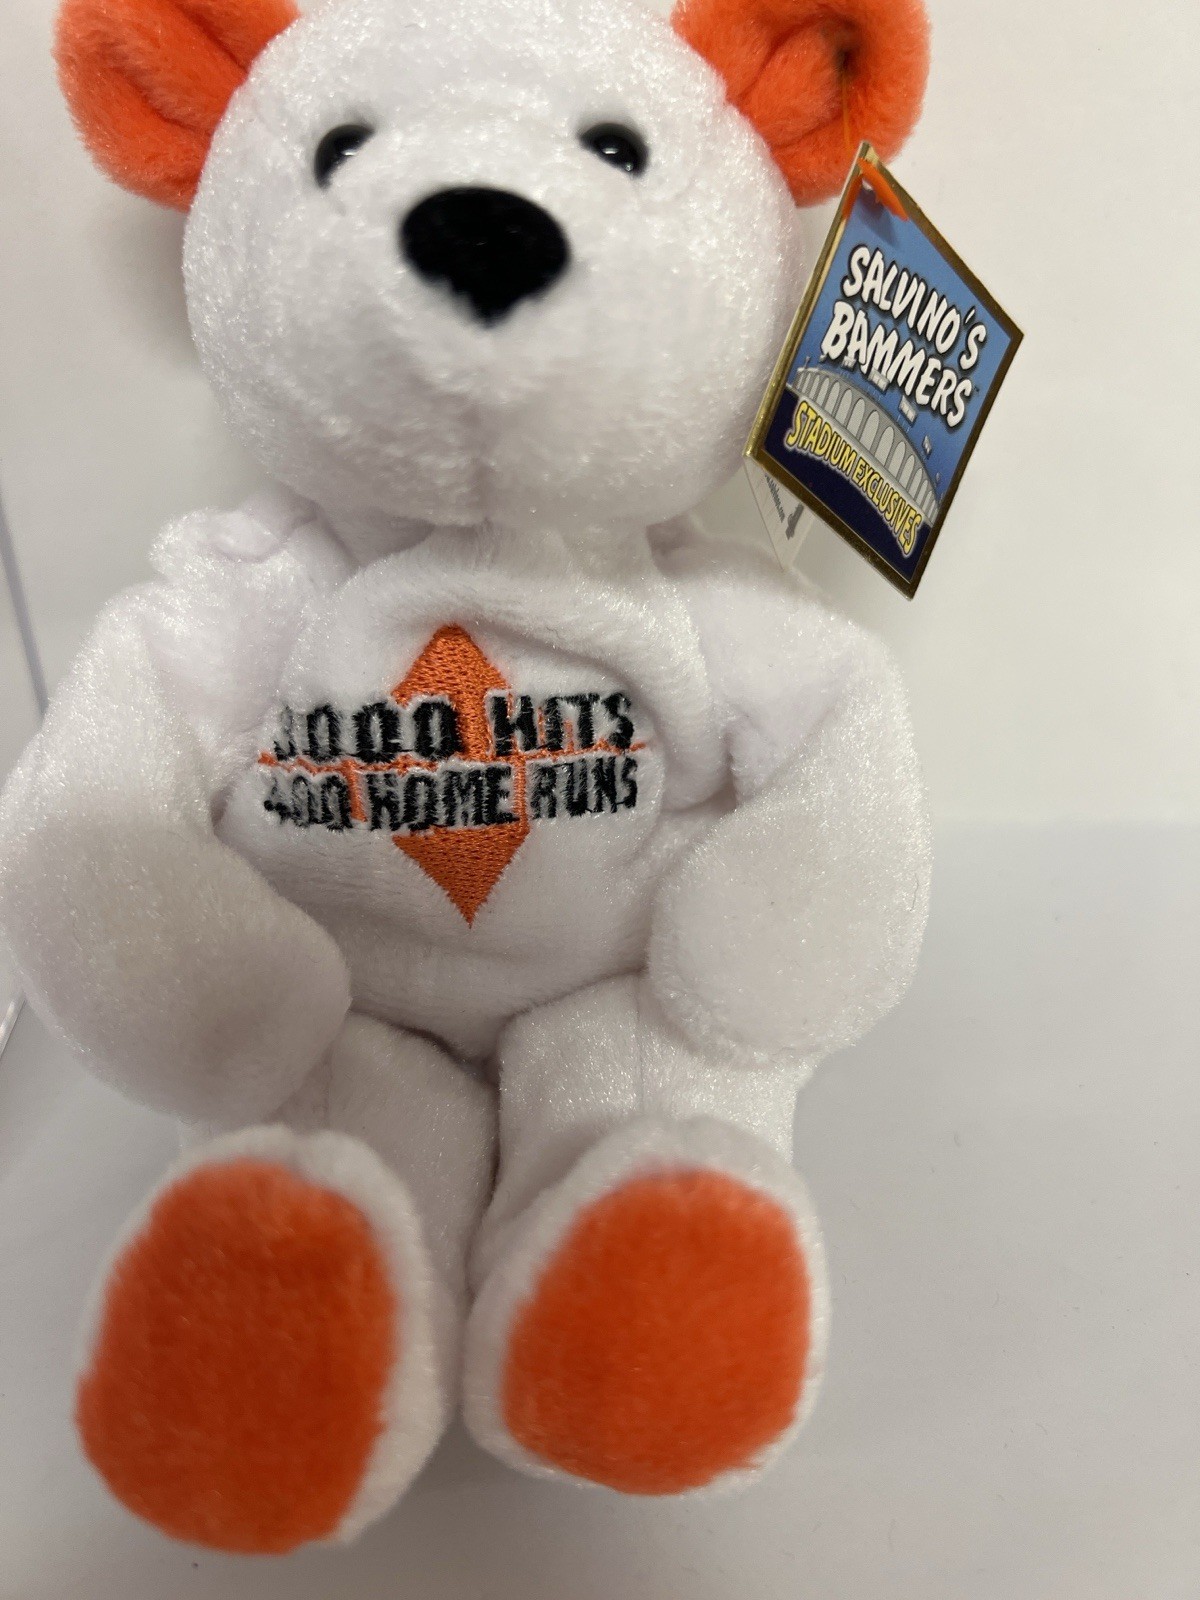 SALVINO'S
BAMMERS
STADIUM EXCLUSIVES
3000 HITS
400 HOME RUNS